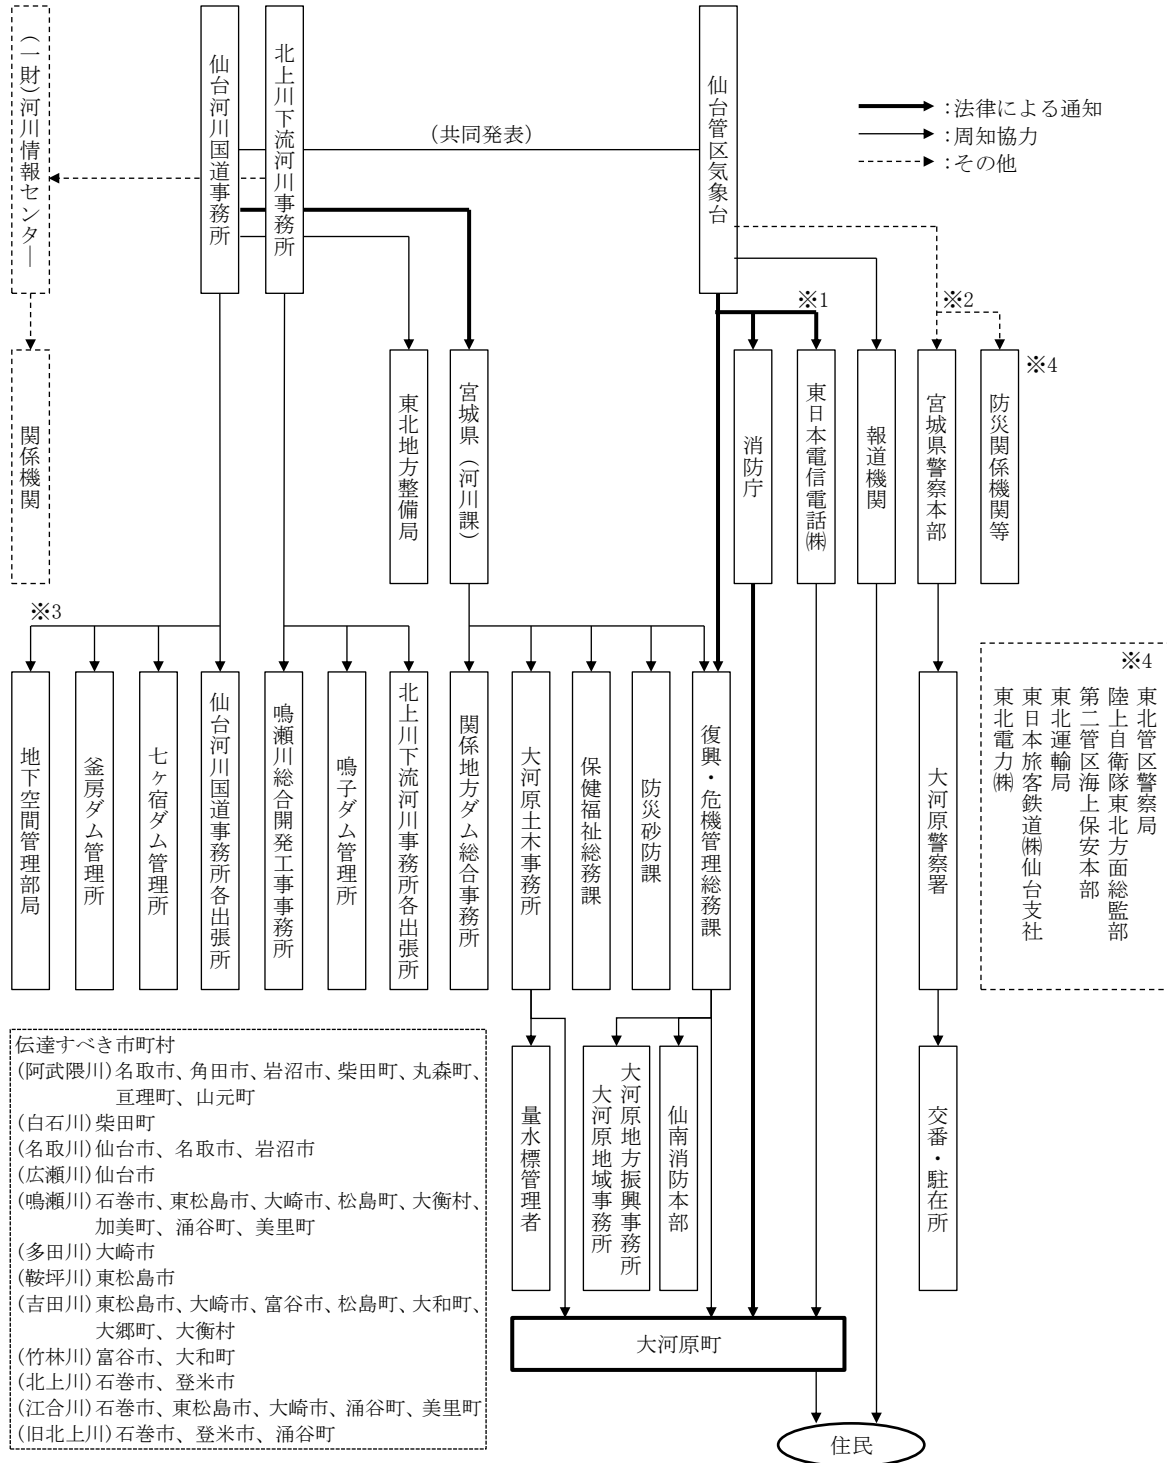 (一財)河川情報センター
仙台河川国道事務所
北上川下流河川事務所
仙台管区気象台
(共同発表)
:法律による通知
:周知協力
:その他
※1
※2
※4
関係機関
東北地方整備局
宮城県(河川課)
消防庁
東日本電信電話㈱
報道機関
宮城県警察本部
防災関係機関等
※3
地下空間管理部局
釜房ダム管理所
七ヶ宿ダム管理所
仙台河川国道事務所各出張所
鳴瀬川総合開発工事事務所
鳴子ダム管理所
北上川下流河川事務所各出張所
関係地方ダム総合事務所
大河原土木事務所
保健福祉総務課
防災砂防課
復興・危機管理総務課
大河原警察署
※4
東北管区警察局
陸上自衛隊東北方面総監部
第二管区海上保安本部
東北運輸局
東日本旅客鉄道㈱仙台支社
東北電力㈱
伝達すべき市町村
(阿武隈川)名取市、角田市、岩沼市、柴田町、丸森町、
亘理町、山元町
(白石川)柴田町
(名取川)仙台市、名取市、岩沼市
(広瀬川)仙台市
(鳴瀬川)石巻市、東松島市、大崎市、松島町、大衡村、
加美町、涌谷町、美里町
(多田川)大崎市
(鞍坪川)東松島市
(吉田川)東松島市、大崎市、富谷市、松島町、大和町、
大郷町、大衡村
(竹林川)富谷市、大和町
(北上川)石巻市、登米市
(江合川)石巻市、東松島市、大崎市、涌谷町、美里町
(旧北上川)石巻市、登米市、涌谷町
量水標管理者
大河原地方振興事務所
大河原地域事務所
仙南消防本部
交番・駐在所
大河原町
住民